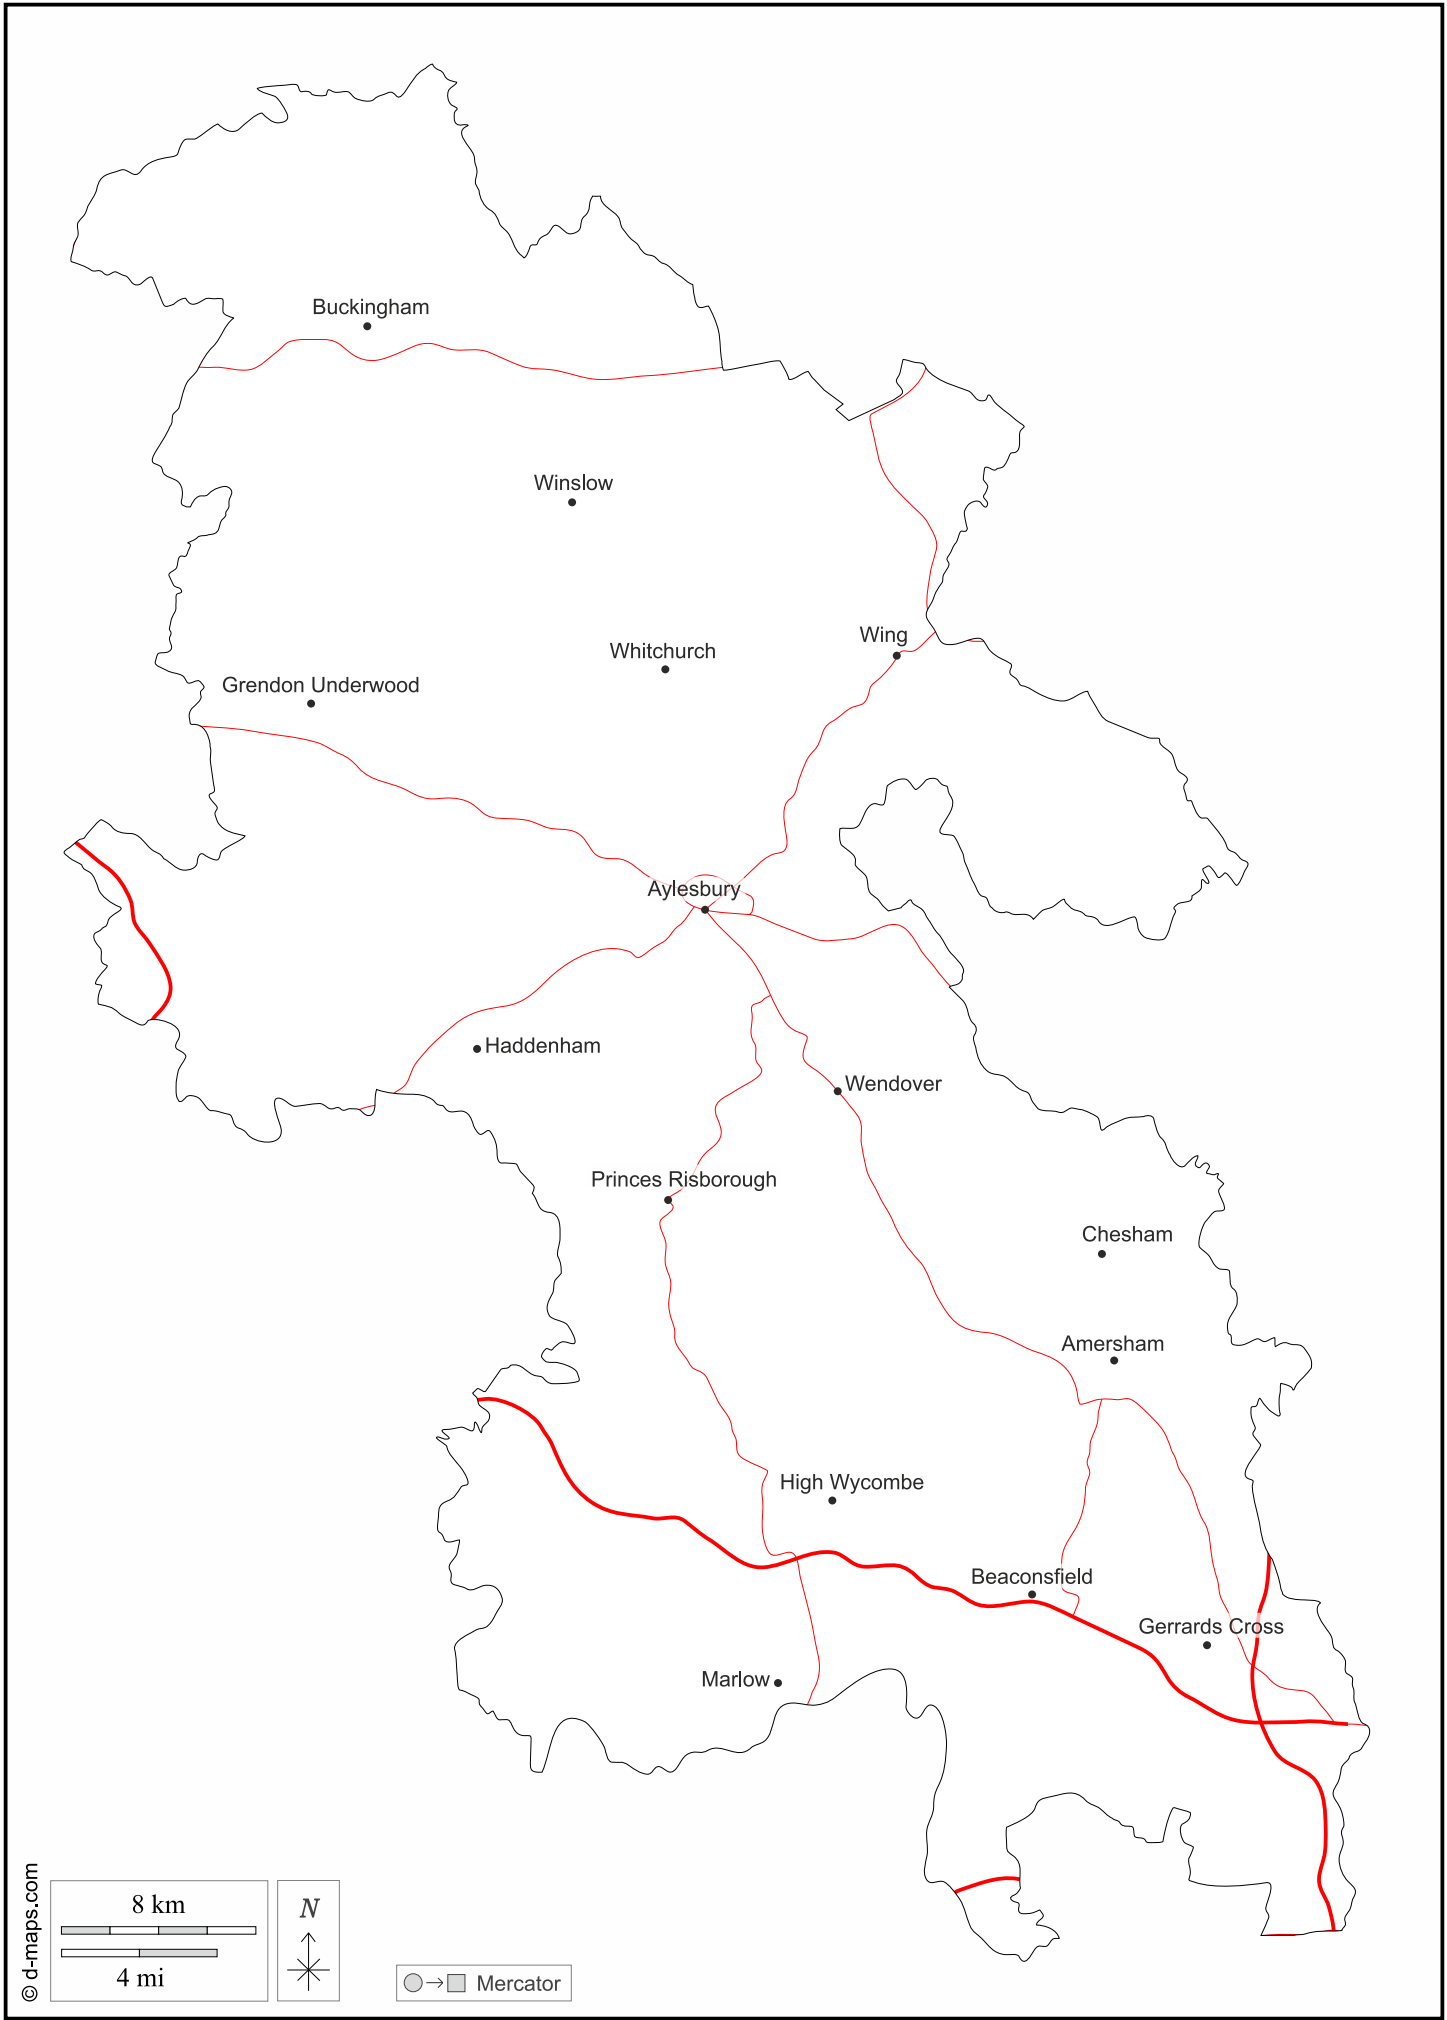 Buckingham
Winslow
Wing
Whitchurch
Grendon Underwood
Aylesbury
Haddenham
Wendover
Princes Risborough
Chesham
Amersham
High Wycombe
Beaconsfield
Gerrards Cross
Marlow
© d-maps.com
8 km
4 mi
N
Mercator